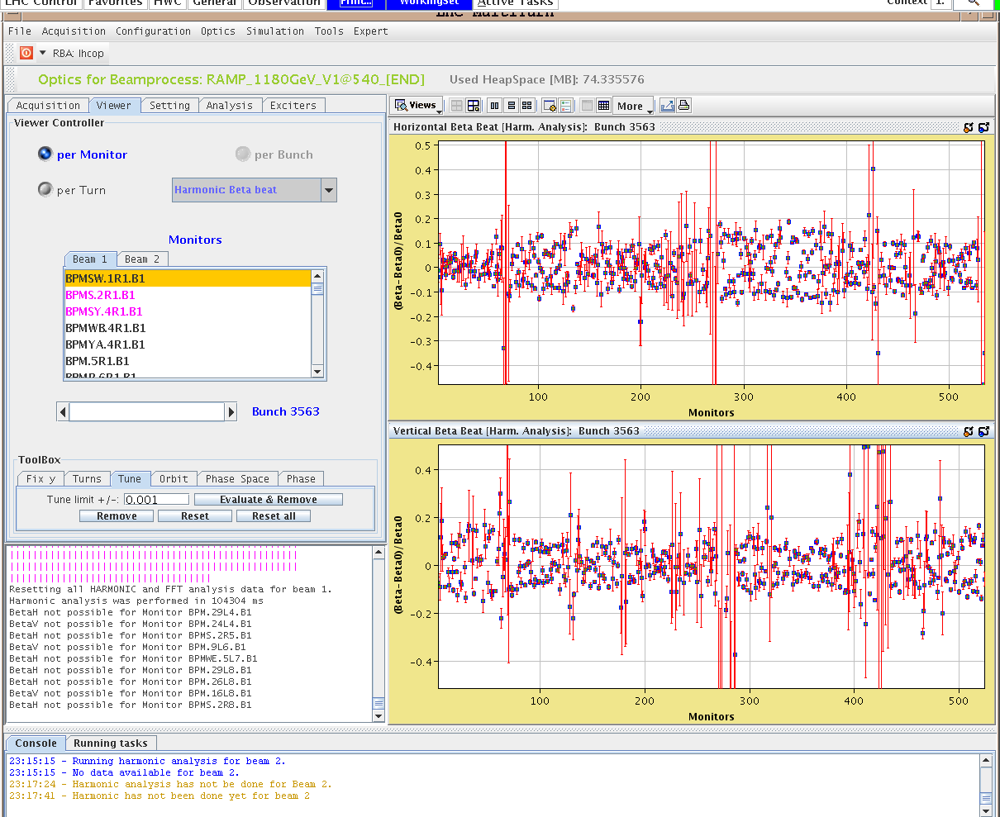 LHC Control Favorites HWC General Observation Princ... WorkingSet Active Tasks Context 1.
LHC MultiTurn
File Acquisition Configuration Optics Simulation Tools Expert
RBA: lhcop
Optics for Beamprocess: RAMP_1180GeV_V1@540_[END] Used HeapSpace [MB]: 74.335576
Acquisition Viewer Setting Analysis Exciters
Viewer Controller
per Monitor per Bunch
per Turn Harmonic: Beta beat
Monitors
Beam 1 Beam 2
BPMSW.1R1.B1
BPMS.2R1.B1
BPMSY.4R1.B1
BPMWB.4R1.B1
BPMYA.4R1.B1
BPM.5R1.B1
BPMR.6R1.B1
Bunch 3563
ToolBox
Fix y Turns Tune Orbit Phase Space Phase
Tune limit +/-: 0.001 Evaluate & Remove
Remove Reset Reset all
Resetting all HARMONIC and FFT analysis data for beam 1.
Harmonic analysis was performed in 104304 ms
BetaH not possible for Monitor BPM.29L4.B1
BetaV not possible for Monitor BPM.24L4.B1
BetaH not possible for Monitor BPMS.2R5.B1
BetaV not possible for Monitor BPM.9L6.B1
BetaH not possible for Monitor BPMWE.5L7.B1
BetaH not possible for Monitor BPM.29L8.B1
BetaH not possible for Monitor BPM.26L8.B1
BetaV not possible for Monitor BPM.16L8.B1
BetaH not possible for Monitor BPMS.2R8.B1
Views More
Horizontal Beta Beat [Harm. Analysis]: Bunch 3563
(Beta-Beta0)/Beta0
0.5
0.4
0.3
0.2
0.1
0
-0.1
-0.2
-0.3
-0.4
100 200 300 400 500
Monitors
Vertical Beta Beat [Harm. Analysis]: Bunch 3563
(Beta-Beta0)/Beta0
0.4
0.2
0
-0.2
-0.4
100 200 300 400 500
Monitors
Console Running tasks
23:15:15 - Running harmonic analysis for beam 2.
23:15:15 - No data available for beam 2.
23:17:24 - Harmonic analysis has not be done for Beam 2.
23:17:41 - Harmonic has not been done yet for beam 2